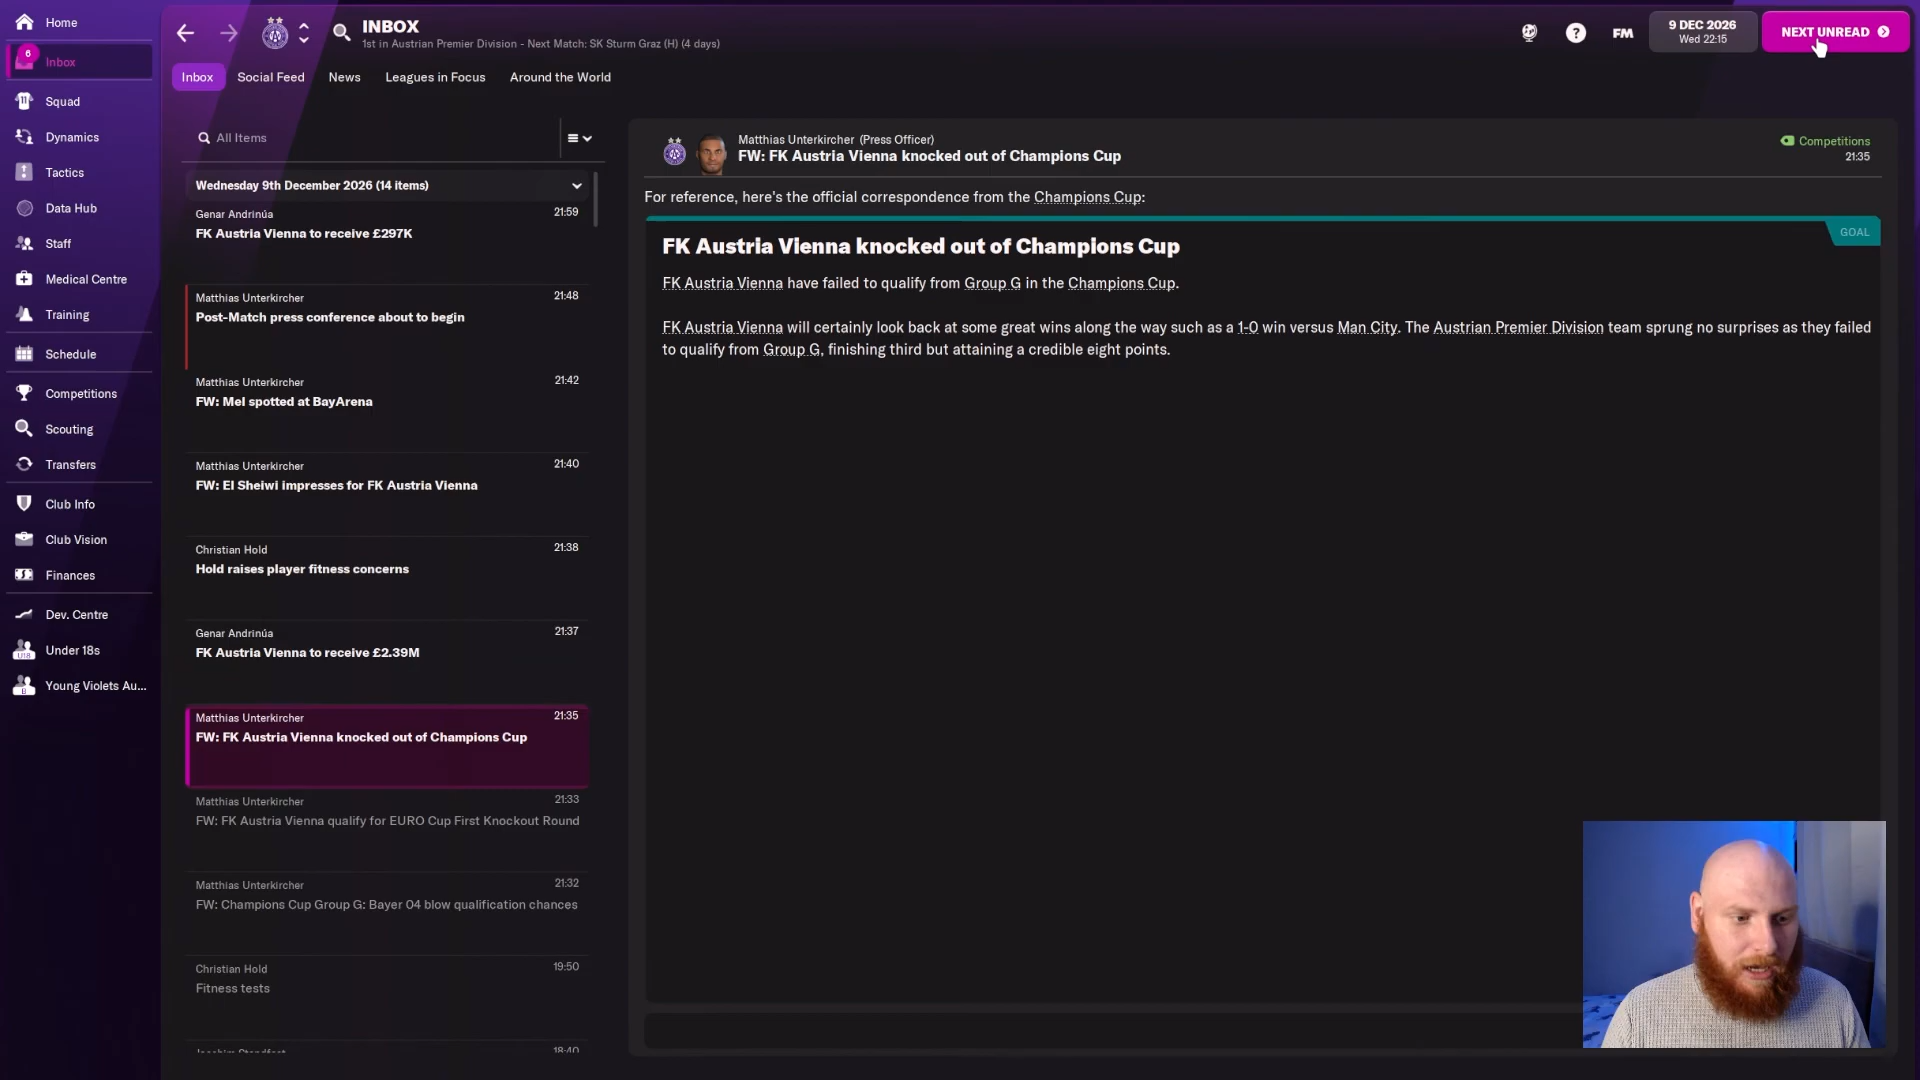 Home
6
Inbox
Squad
Dynamics
Tactics
Data Hub
Staff
Medical Centre
Training
Schedule
Competitions
Scouting
Transfers
Club Info
Club Vision
Finances
Dev. Centre
Under 18s
Young Violets Au...
INBOX
1st in Austrian Premier Division - Next Match: SK Sturm Graz (H) (4 days)
FM
9 DEC 2026
Wed 22:15
NEXT UNREAD
Inbox
Social Feed
News
Leagues in Focus
Around the World
All Items
Wednesday 9th December 2026 (14 items)
Genar Andrinúa 21:59
FK Austria Vienna to receive £297K
Matthias Unterkircher 21:48
Post-Match press conference about to begin
Matthias Unterkircher 21:42
FW: Mel spotted at BayArena
Matthias Unterkircher 21:40
FW: El Sheiwi impresses for FK Austria Vienna
Christian Hold 21:38
Hold raises player fitness concerns
Genar Andrinúa 21:37
FK Austria Vienna to receive £2.39M
Matthias Unterkircher 21:35
FW: FK Austria Vienna knocked out of Champions Cup
Matthias Unterkircher 21:33
FW: FK Austria Vienna qualify for EURO Cup First Knockout Round
Matthias Unterkircher 21:32
FW: Champions Cup Group G: Bayer 04 blow qualification chances
Christian Hold 19:50
Fitness tests
18:40
Matthias Unterkircher (Press Officer)
FW: FK Austria Vienna knocked out of Champions Cup
Competitions
21:35
For reference, here's the official correspondence from the Champions Cup:
GOAL
FK Austria Vienna knocked out of Champions Cup
FK Austria Vienna have failed to qualify from Group G in the Champions Cup.
FK Austria Vienna will certainly look back at some great wins along the way such as a 1-0 win versus Man City. The Austrian Premier Division team sprung no surprises as they failed
to qualify from Group G, finishing third but attaining a credible eight points.